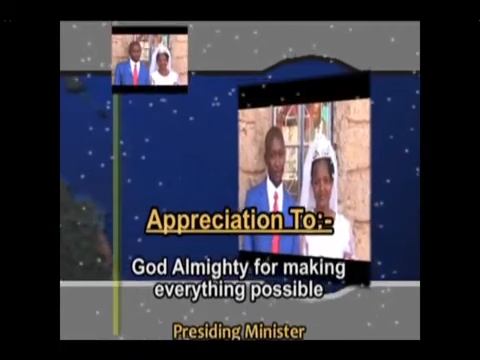 Appreciation To:-
God Almighty for making
everything possible
Presiding Minister